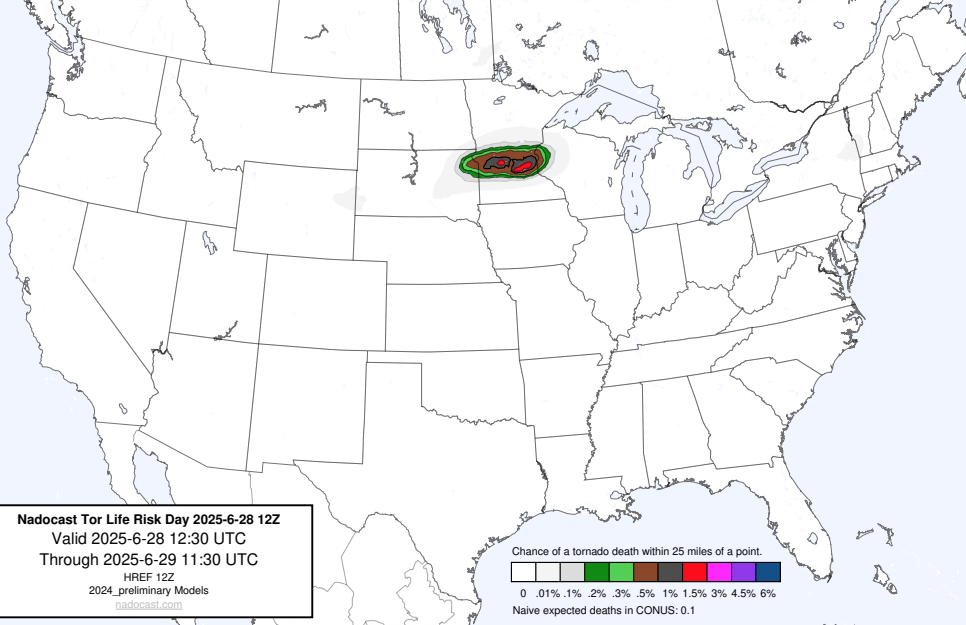 Nadocast Tor Life Risk Day 2025-6-28 12Z
Valid 2025-6-28 12:30 UTC
Through 2025-6-29 11:30 UTC
HREF 12Z
2024_preliminary Models
nadocast.com
Chance of a tornado death within 25 miles of a point.
0 .01% .1% .2% .3% .5% 1% 1.5% 3% 4.5% 6%
Naive expected deaths in CONUS: 0.1